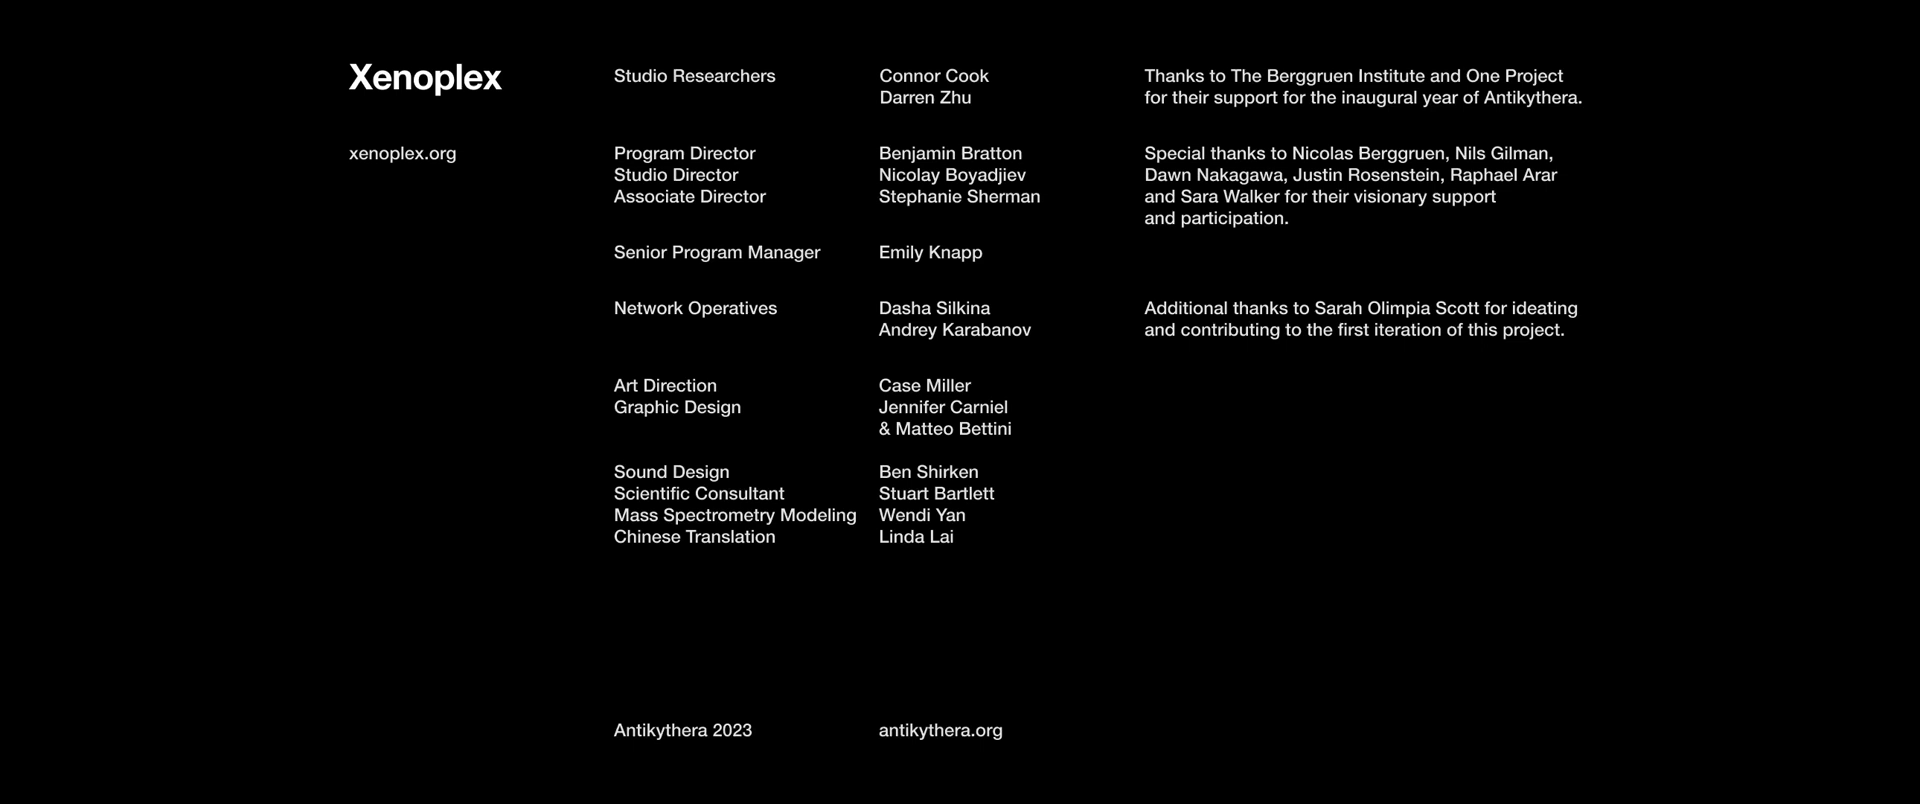 Xenoplex
xenoplex.org
Studio Researchers
Connor Cook
Darren Zhu
Program Director
Benjamin Bratton
Studio Director
Nicolay Boyadjiev
Associate Director
Stephanie Sherman
Senior Program Manager
Emily Knapp
Network Operatives
Dasha Silkina
Andrey Karabanov
Art Direction
Case Miller
Graphic Design
Jennifer Carniel
& Matteo Bettini
Sound Design
Ben Shirken
Scientific Consultant
Stuart Bartlett
Mass Spectrometry Modeling
Wendi Yan
Chinese Translation
Linda Lai
Thanks to The Berggruen Institute and One Project
for their support for the inaugural year of Antikythera.
Special thanks to Nicolas Berggruen, Nils Gilman,
Dawn Nakagawa, Justin Rosenstein, Raphael Arar
and Sara Walker for their visionary support
and participation.
Additional thanks to Sarah Olimpia Scott for ideating
and contributing to the first iteration of this project.
Antikythera 2023
antikythera.org